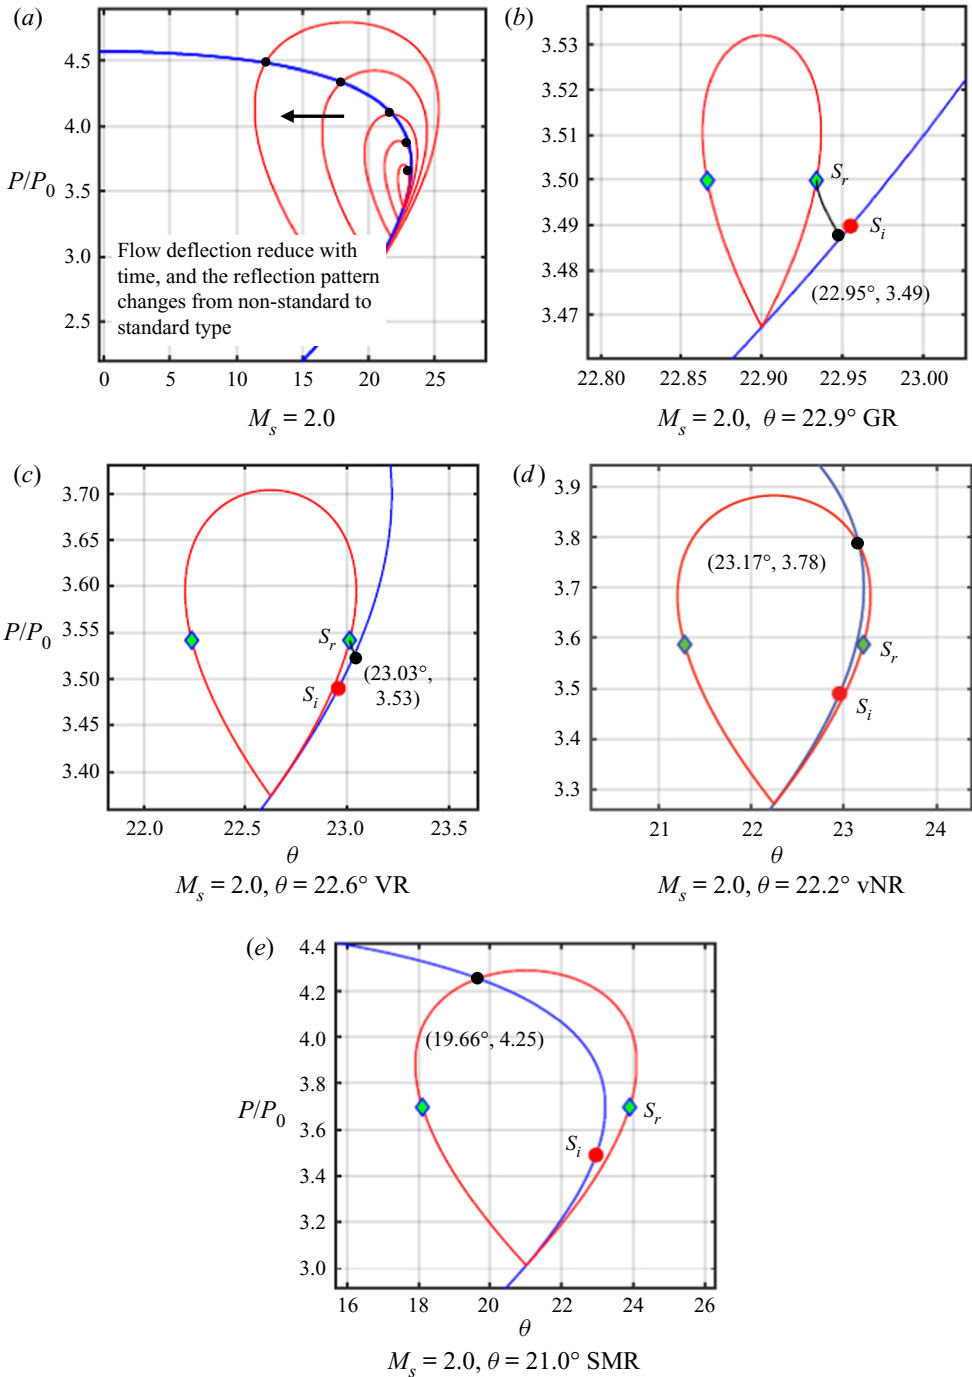 (a)
4.5
4.0
P/P0
3.5
3.0
2.5
Flow deflection reduce with
time, and the reflection pattern
changes from non-standard to
standard type
0 5 10 15 20 25
Ms = 2.0
(b)
3.53
3.52
3.51
3.50
3.49
3.48
3.47
Sr
Si
(22.95°, 3.49)
22.80 22.85 22.90 22.95 23.00
Ms = 2.0, θ = 22.9° GR
(c)
3.70
3.65
3.60
P/P0
3.55
3.50
3.45
3.40
Sr
(23.03°,
3.53)
Si
22.0 22.5 23.0 23.5
θ
Ms = 2.0, θ = 22.6° VR
(d)
3.9
3.8
3.7
3.6
3.5
3.4
3.3
(23.17°, 3.78)
Sr
Si
21 22 23 24
θ
Ms = 2.0, θ = 22.2° vNR
(e)
4.4
4.2
4.0
3.8
P/P0
3.6
3.4
3.2
3.0
(19.66°, 4.25)
Sr
Si
16 18 20 22 24 26
θ
Ms = 2.0, θ = 21.0° SMR